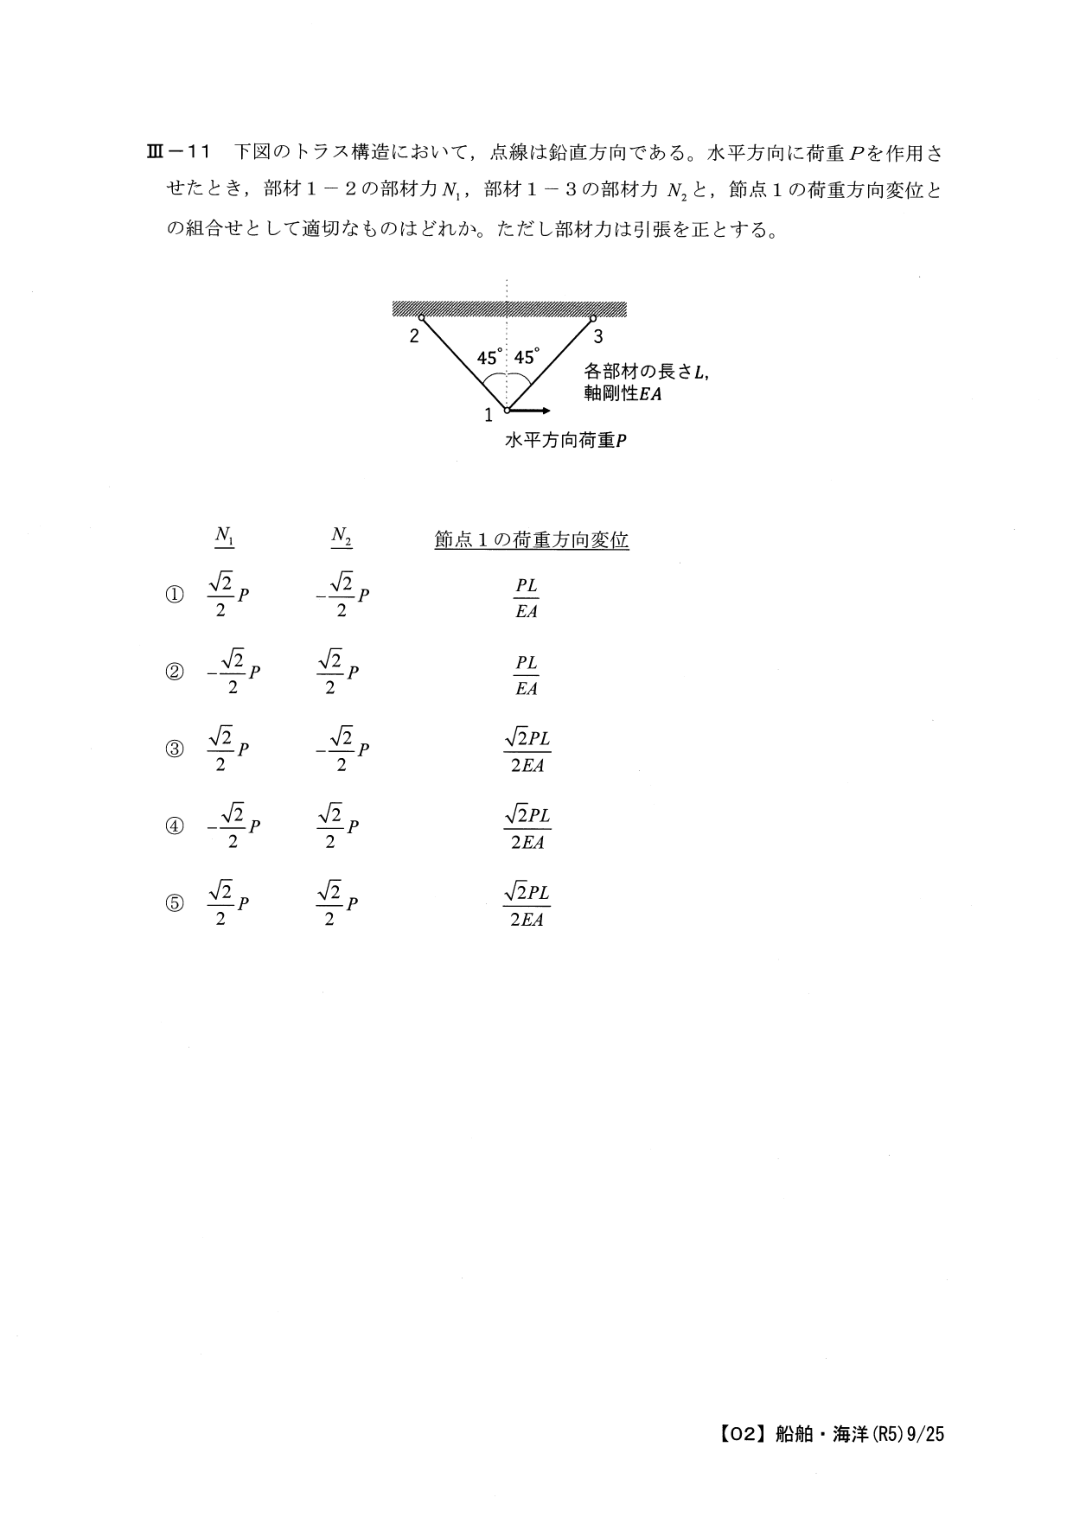 Ⅲ－11　下図のトラス構造において，点線は鉛直方向である。水平方向に荷重Pを作用さ
せたとき，部材１－２の部材力N₁，部材１－３の部材力 N₂と，節点１の荷重方向変位と
の組合せとして適切なものはどれか。ただし部材力は引張を正とする。
2 3
45° 45°
各部材の長さL,
軸剛性EA
1
水平方向荷重P
N₁ N₂ 節点１の荷重方向変位
① √2/2 P -√2/2 P PL/EA
② -√2/2 P √2/2 P PL/EA
③ √2/2 P -√2/2 P √2PL/2EA
④ -√2/2 P √2/2 P √2PL/2EA
⑤ √2/2 P √2/2 P √2PL/2EA
【02】船舶・海洋(R5)9/25